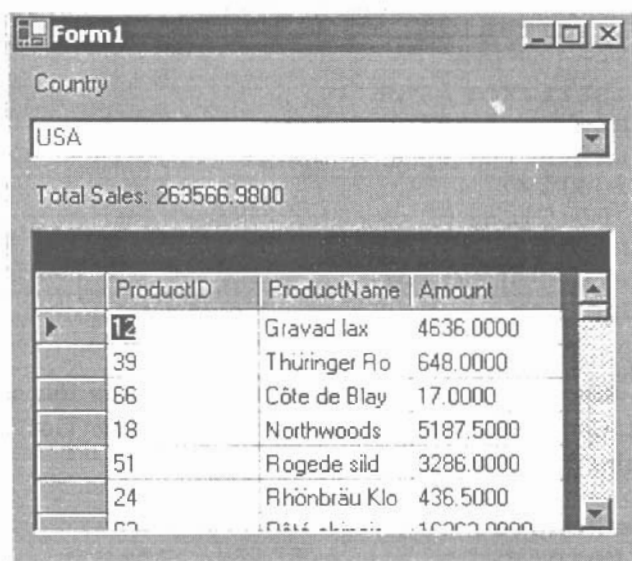 Form1
Country
USA
Total Sales: 263566.9800
ProductID ProductName Amount
12 Gravad lax 4636.0000
39 Thüringer Ro 648.0000
66 Côte de Blay 17.0000
18 Northwoods 5187.5000
51 Rogede sild 3286.0000
24 Rhönbräu Klo 436.5000